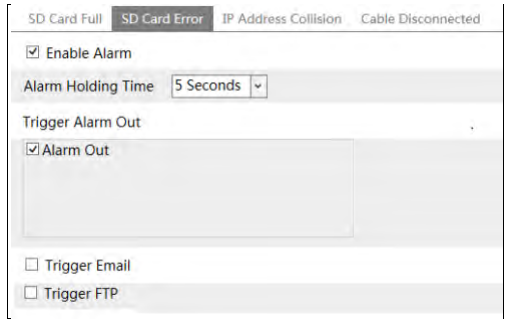 SD Card Full SD Card Error IP Address Collision Cable Disconnected
Enable Alarm
Alarm Holding Time 5 Seconds
Trigger Alarm Out
Alarm Out
Trigger Email
Trigger FTP